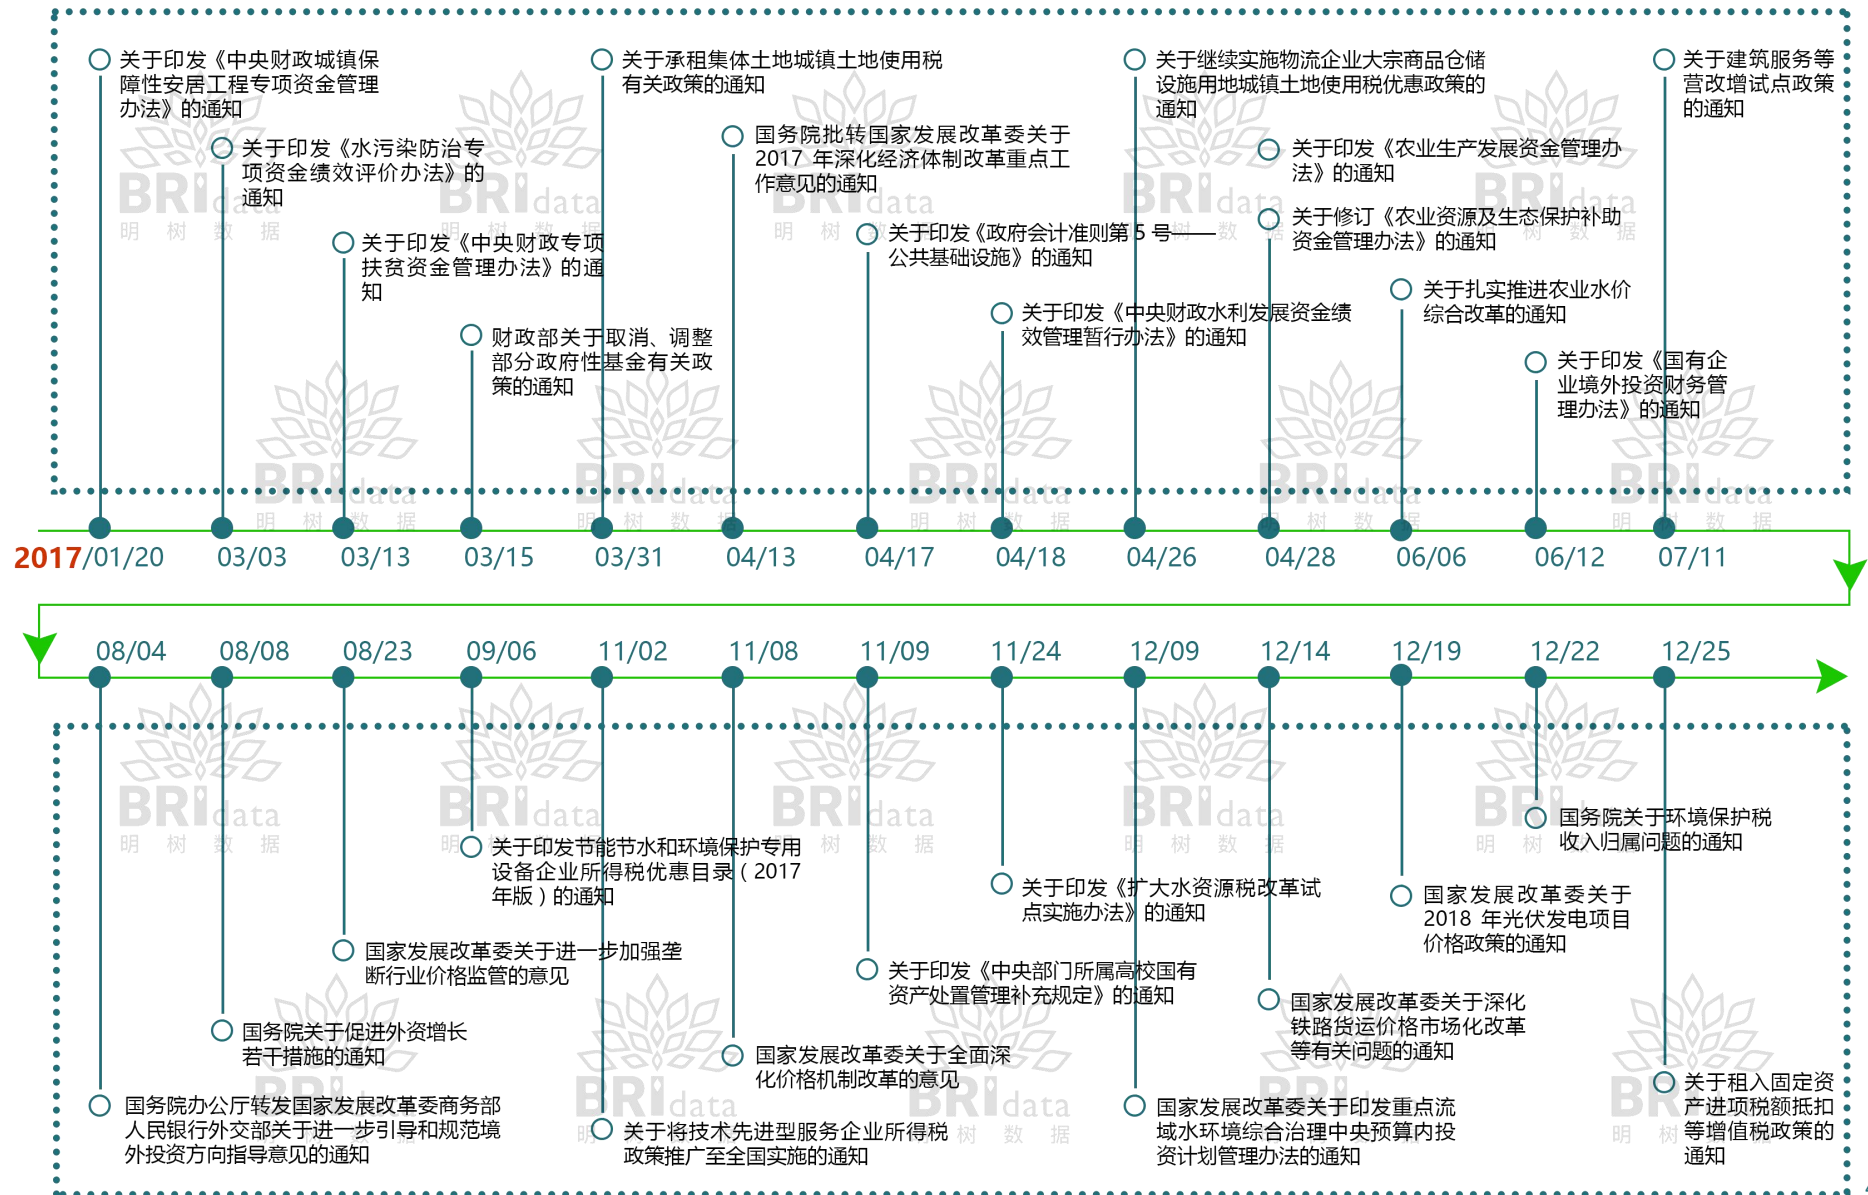 关于印发《中央财政城镇保
障性安居工程专项资金管理
办法》的通知
关于印发《水污染防治专
项资金绩效评价办法》的
通知
关于印发《中央财政专项
扶贫资金管理办法》的通
知
财政部关于取消、调整
部分政府性基金有关政
策的通知
关于承租集体土地城镇土地使用税
有关政策的通知
国务院批转国家发展改革委关于
2017 年深化经济体制改革重点工
作意见的通知
关于印发《政府会计准则第 5 号——
公共基础设施》的通知
关于印发《中央财政水利发展资金绩
效管理暂行办法》的通知
关于继续实施物流企业大宗商品仓储
设施用地城镇土地使用税优惠政策的
通知
关于印发《农业生产发展资金管理办
法》的通知
关于修订《农业资源及生态保护补助
资金管理办法》的通知
关于扎实推进农业水价
综合改革的通知
关于印发《国有企
业境外投资财务管
理办法》的通知
关于建筑服务等
营改增试点政策
的通知
2017/01/20
03/03
03/13
03/15
03/31
04/13
04/17
04/18
04/26
04/28
06/06
06/12
07/11
08/04
08/08
08/23
09/06
11/02
11/08
11/09
11/24
12/09
12/14
12/19
12/22
12/25
国务院办公厅转发国家发展改革委商务部
人民银行外交部关于进一步引导和规范境
外投资方向指导意见的通知
国务院关于促进外资增长
若干措施的通知
国家发展改革委关于进一步加强垄
断行业价格监管的意见
关于印发节能节水和环境保护专用
设备企业所得税优惠目录（2017
年版）的通知
关于将技术先进型服务企业所得税
政策推广至全国实施的通知
国家发展改革委关于全面深
化价格机制改革的意见
关于印发《中央部门所属高校国有
资产处置管理补充规定》的通知
关于印发《扩大水资源税改革试
点实施办法》的通知
国家发展改革委关于印发重点流
域水环境综合治理中央预算内投
资计划管理办法的通知
国家发展改革委关于深化
铁路货运价格市场化改革
等有关问题的通知
国家发展改革委关于
2018 年光伏发电项目
价格政策的通知
国务院关于环境保护税
收入归属问题的通知
关于租入固定资
产进项税额抵扣
等增值税政策的
通知
BRIdata
明树数据